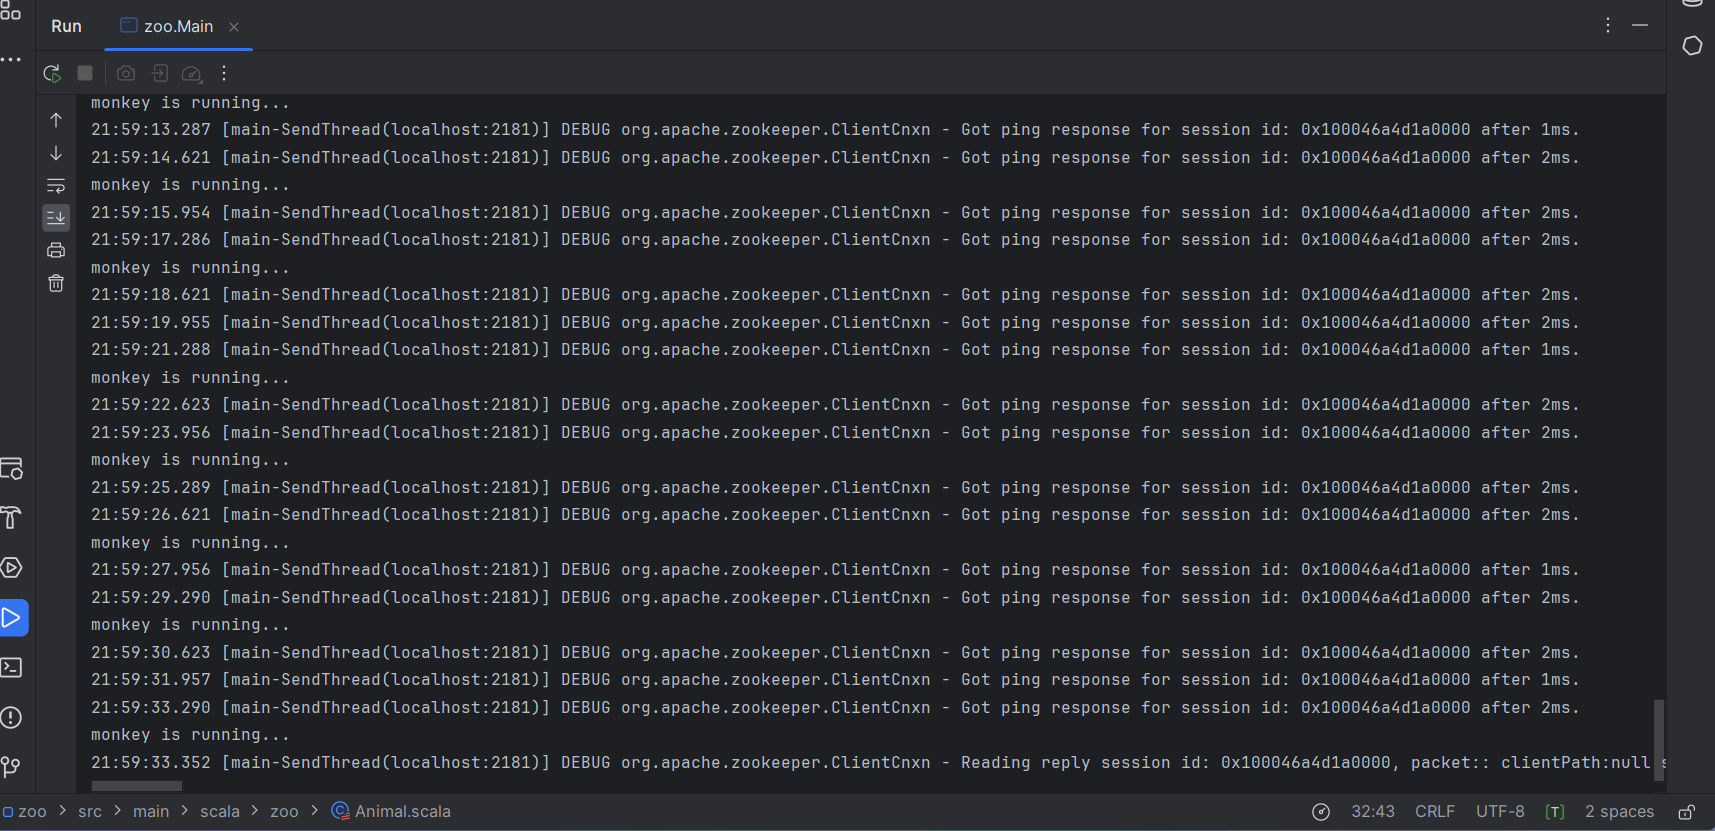 Run zoo.Main
monkey is running...
21:59:13.287 [main-SendThread(localhost:2181)] DEBUG org.apache.zookeeper.ClientCnxn - Got ping response for session id: 0x100046a4d1a0000 after 1ms.
21:59:14.621 [main-SendThread(localhost:2181)] DEBUG org.apache.zookeeper.ClientCnxn - Got ping response for session id: 0x100046a4d1a0000 after 2ms.
monkey is running...
21:59:15.954 [main-SendThread(localhost:2181)] DEBUG org.apache.zookeeper.ClientCnxn - Got ping response for session id: 0x100046a4d1a0000 after 2ms.
21:59:17.286 [main-SendThread(localhost:2181)] DEBUG org.apache.zookeeper.ClientCnxn - Got ping response for session id: 0x100046a4d1a0000 after 2ms.
monkey is running...
21:59:18.621 [main-SendThread(localhost:2181)] DEBUG org.apache.zookeeper.ClientCnxn - Got ping response for session id: 0x100046a4d1a0000 after 2ms.
21:59:19.955 [main-SendThread(localhost:2181)] DEBUG org.apache.zookeeper.ClientCnxn - Got ping response for session id: 0x100046a4d1a0000 after 2ms.
21:59:21.288 [main-SendThread(localhost:2181)] DEBUG org.apache.zookeeper.ClientCnxn - Got ping response for session id: 0x100046a4d1a0000 after 1ms.
monkey is running...
21:59:22.623 [main-SendThread(localhost:2181)] DEBUG org.apache.zookeeper.ClientCnxn - Got ping response for session id: 0x100046a4d1a0000 after 2ms.
21:59:23.956 [main-SendThread(localhost:2181)] DEBUG org.apache.zookeeper.ClientCnxn - Got ping response for session id: 0x100046a4d1a0000 after 2ms.
monkey is running...
21:59:25.289 [main-SendThread(localhost:2181)] DEBUG org.apache.zookeeper.ClientCnxn - Got ping response for session id: 0x100046a4d1a0000 after 2ms.
21:59:26.621 [main-SendThread(localhost:2181)] DEBUG org.apache.zookeeper.ClientCnxn - Got ping response for session id: 0x100046a4d1a0000 after 2ms.
monkey is running...
21:59:27.956 [main-SendThread(localhost:2181)] DEBUG org.apache.zookeeper.ClientCnxn - Got ping response for session id: 0x100046a4d1a0000 after 1ms.
21:59:29.290 [main-SendThread(localhost:2181)] DEBUG org.apache.zookeeper.ClientCnxn - Got ping response for session id: 0x100046a4d1a0000 after 2ms.
monkey is running...
21:59:30.623 [main-SendThread(localhost:2181)] DEBUG org.apache.zookeeper.ClientCnxn - Got ping response for session id: 0x100046a4d1a0000 after 2ms.
21:59:31.957 [main-SendThread(localhost:2181)] DEBUG org.apache.zookeeper.ClientCnxn - Got ping response for session id: 0x100046a4d1a0000 after 1ms.
21:59:33.290 [main-SendThread(localhost:2181)] DEBUG org.apache.zookeeper.ClientCnxn - Got ping response for session id: 0x100046a4d1a0000 after 2ms.
monkey is running...
21:59:33.352 [main-SendThread(localhost:2181)] DEBUG org.apache.zookeeper.ClientCnxn - Reading reply session id: 0x100046a4d1a0000, packet:: clientPath:null
zoo > src > main > scala > zoo > Animal.scala 32:43 CRLF UTF-8 [T] 2 spaces